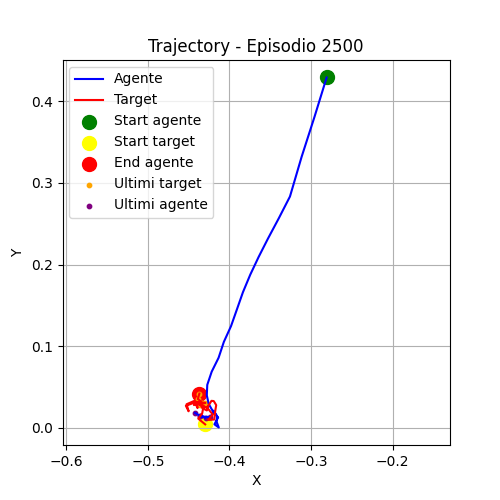 Trajectory - Episodio 2500
Agente
Target
Start agente
Start target
End agente
Ultimi target
Ultimi agente
Y
0.4
0.3
0.2
0.1
0.0
−0.6
−0.5
−0.4
−0.3
−0.2
X